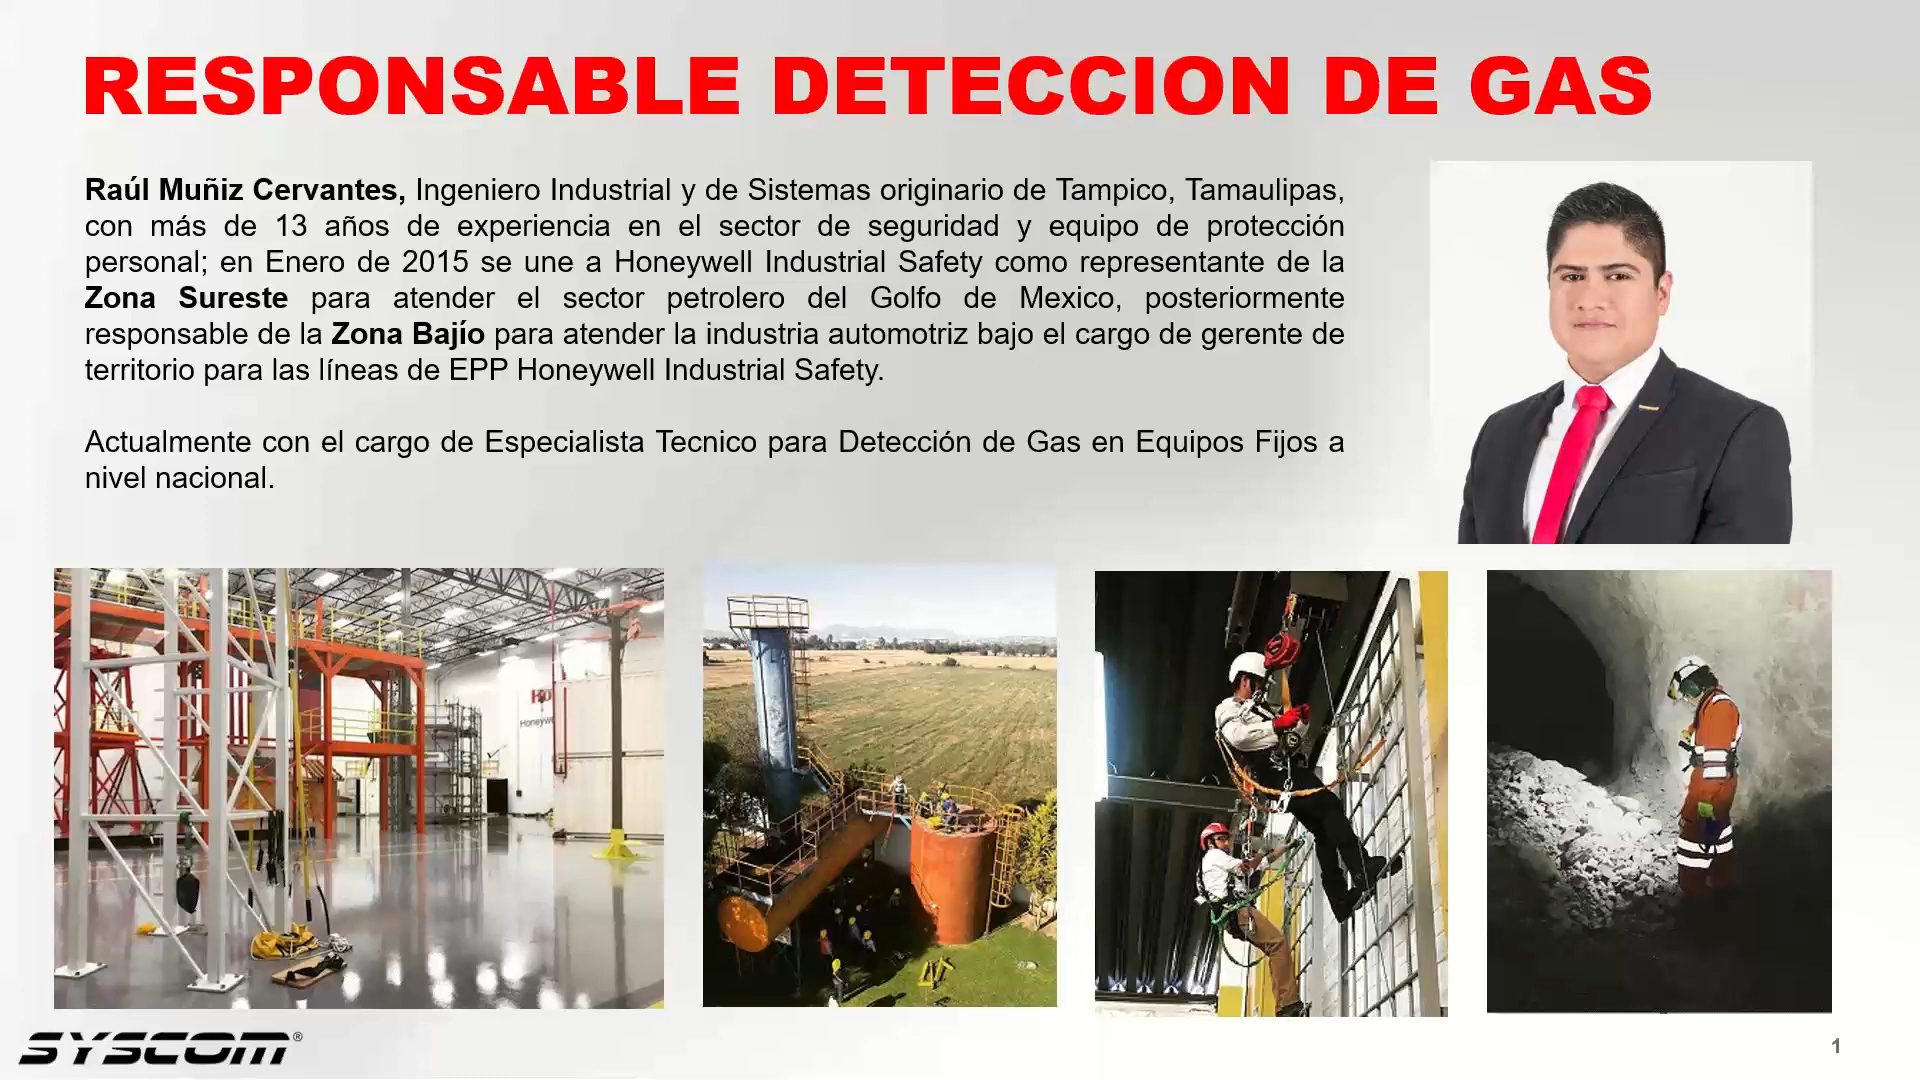 RESPONSABLE DETECCION DE GAS
Raúl Muñiz Cervantes, Ingeniero Industrial y de Sistemas originario de Tampico, Tamaulipas,
con más de 13 años de experiencia en el sector de seguridad y equipo de protección
personal; en Enero de 2015 se une a Honeywell Industrial Safety como representante de la
Zona Sureste para atender el sector petrolero del Golfo de Mexico, posteriormente
responsable de la Zona Bajío para atender la industria automotriz bajo el cargo de gerente de
territorio para las líneas de EPP Honeywell Industrial Safety.
Actualmente con el cargo de Especialista Tecnico para Detección de Gas en Equipos Fijos a
nivel nacional.
SYSCOM®
1